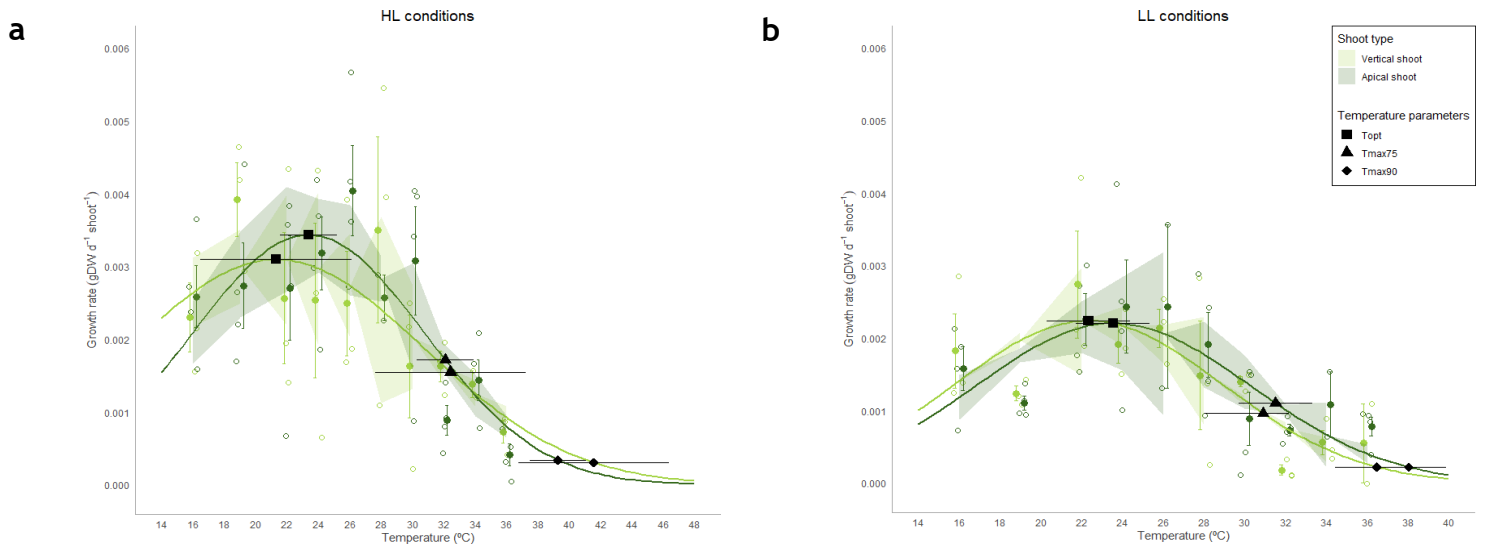 a
HL conditions
0.006
0.005
0.004
0.003
0.002
0.001
0.000
Growth rate (gDW d⁻¹ shoot⁻¹)
14 16 18 20 22 24 26 28 30 32 34 36 38 40 42 44 46 48
Temperature (ºC)
b
LL conditions
0.006
0.005
0.004
0.003
0.002
0.001
0.000
Growth rate (gDW d⁻¹ shoot⁻¹)
14 16 18 20 22 24 26 28 30 32 34 36 38 40
Temperature (ºC)
Shoot type
Vertical shoot
Apical shoot
Temperature parameters
Topt
Tmax75
Tmax90